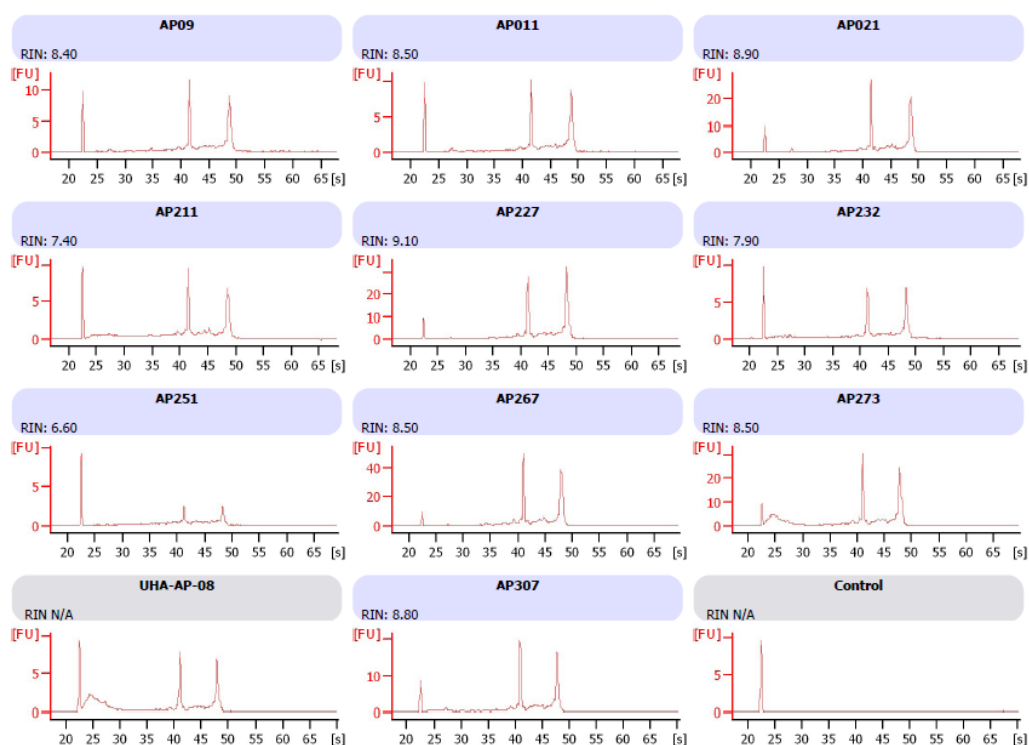 AP09
RIN: 8.40
[FU]
10
5
0
20 25 30 35 40 45 50 55 60 65 [s]
AP011
RIN: 8.50
[FU]
5
0
20 25 30 35 40 45 50 55 60 65 [s]
AP021
RIN: 8.90
[FU]
20
10
0
20 25 30 35 40 45 50 55 60 65 [s]
AP211
RIN: 7.40
[FU]
5
0
20 25 30 35 40 45 50 55 60 65 [s]
AP227
RIN: 9.10
[FU]
20
10
0
20 25 30 35 40 45 50 55 60 65 [s]
AP232
RIN: 7.90
[FU]
5
0
20 25 30 35 40 45 50 55 60 65 [s]
AP251
RIN: 6.60
[FU]
5
0
20 25 30 35 40 45 50 55 60 65 [s]
AP267
RIN: 8.50
[FU]
40
20
0
20 25 30 35 40 45 50 55 60 65 [s]
AP273
RIN: 8.50
[FU]
20
10
0
20 25 30 35 40 45 50 55 60 65 [s]
UHA-AP-08
RIN N/A
[FU]
5
0
20 25 30 35 40 45 50 55 60 65 [s]
AP307
RIN: 8.80
[FU]
10
0
20 25 30 35 40 45 50 55 60 65 [s]
Control
RIN N/A
[FU]
5
0
20 25 30 35 40 45 50 55 60 65 [s]